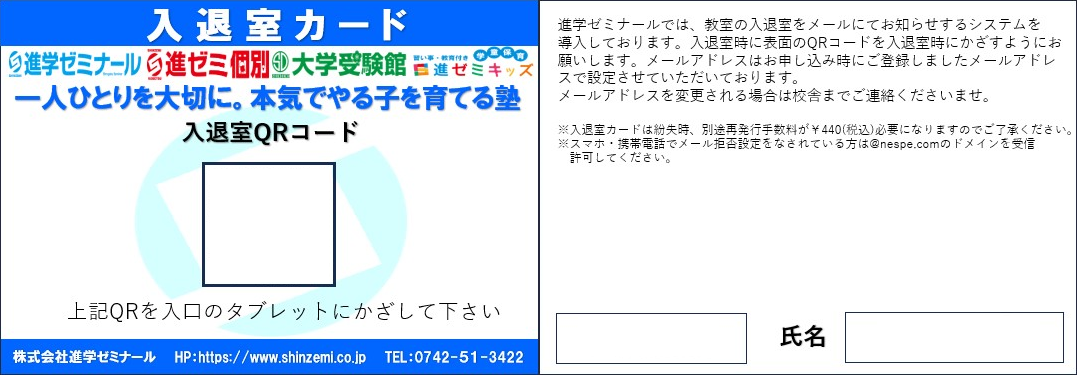 入退室カード
進学ゼミナール 進ゼミ個別 大学受験館 習い事・教育付き 学童保育 進ゼミキッズ
一人ひとりを大切に。本気でやる子を育てる塾
入退室QRコード
上記QRを入口のタブレットにかざして下さい
株式会社進学ゼミナール HP:https://www.shinzemi.co.jp TEL:0742-51-3422
進学ゼミナールでは、教室の入退室をメールにてお知らせするシステムを
導入しております。入退室時に表面のQRコードを入退室時にかざすようにお
願いします。メールアドレスはお申し込み時にご登録しましたメールアドレ
スで設定させていただいております。
メールアドレスを変更される場合は校舎までご連絡くださいませ。
※入退室カードは紛失時、別途再発行手数料が￥440(税込)必要になりますのでご了承ください。
※スマホ・携帯電話でメール拒否設定をなされている方は@nespe.comのドメインを受信
許可してください。
氏名